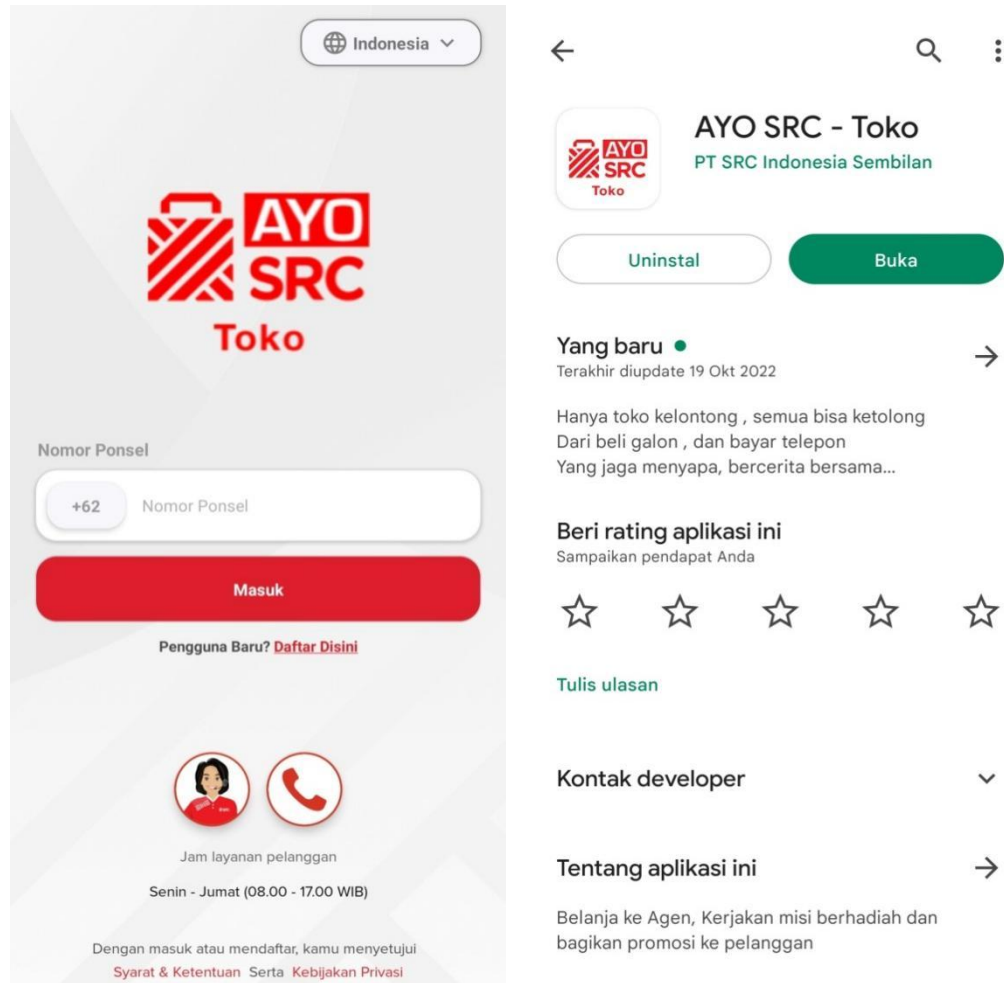 Indonesia
AYO
SRC
Toko
Nomor Ponsel
+62 Nomor Ponsel
Masuk
Pengguna Baru? Daftar Disini
Jam layanan pelanggan
Senin - Jumat (08.00 - 17.00 WIB)
Dengan masuk atau mendaftar, kamu menyetujui
Syarat & Ketentuan Serta Kebijakan Privasi
AYO
SRC
Toko
AYO SRC - Toko
PT SRC Indonesia Sembilan
Uninstal
Buka
Yang baru
Terakhir diupdate 19 Okt 2022
Hanya toko kelontong , semua bisa ketolong
Dari beli galon , dan bayar telepon
Yang jaga menyapa, bercerita bersama...
Beri rating aplikasi ini
Sampaikan pendapat Anda
Tulis ulasan
Kontak developer
Tentang aplikasi ini
Belanja ke Agen, Kerjakan misi berhadiah dan
bagikan promosi ke pelanggan